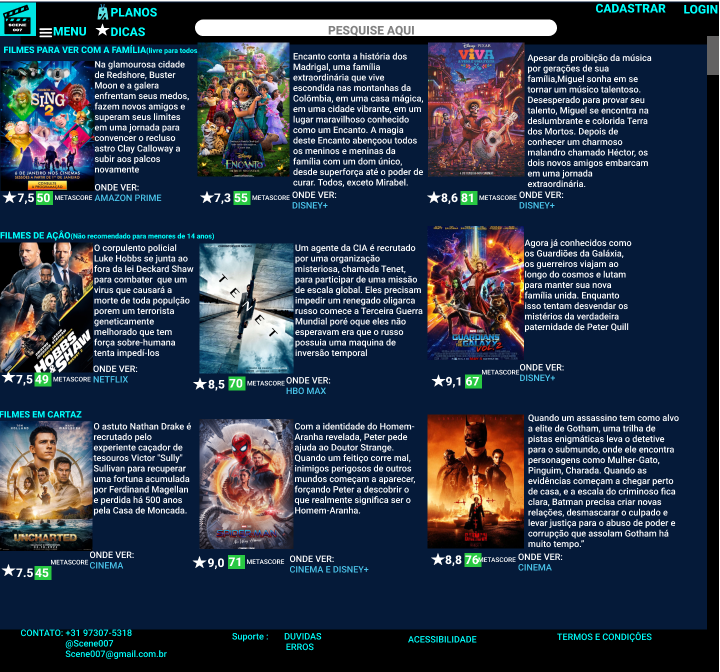 SCENE
007
PLANOS
MENU
DICAS
PESQUISE AQUI
CADASTRAR
LOGIN
FILMES PARA VER COM A FAMÍLIA(livre para todos
SING
2
6 DE JANEIRO NOS CINEMAS
Na glamourosa cidade
de Redshore, Buster
Moon e a galera
enfrentam seus medos,
fazem novos amigos e
superam seus limites
em uma jornada para
convencer o recluso
astro Clay Calloway a
subir aos palcos
novamente
7,5 50 METASCORE
ONDE VER:
AMAZON PRIME
Disney
ENCANTO
Encanto conta a história dos
Madrigal, uma família
extraordinária que vive
escondida nas montanhas da
Colômbia, em uma casa mágica,
em uma cidade vibrante, em um
lugar maravilhoso conhecido
como um Encanto. A magia
deste Encanto abençoou todos
os meninos e meninas da
família com um dom único,
desde superforça até o poder de
curar. Todos, exceto Mirabel.
7,3 55 METASCORE
ONDE VER:
DISNEY+
Disney PIXAR
VIVA
Apesar da proibição da música
por gerações de sua
família,Miguel sonha em se
tornar um músico talentoso.
Desesperado para provar seu
talento, Miguel se encontra na
deslumbrante e colorida Terra
dos Mortos. Depois de
conhecer um charmoso
malandro chamado Héctor, os
dois novos amigos embarcam
em uma jornada
extraordinária.
8,6 81 METASCORE
ONDE VER:
DISNEY+
FILMES DE AÇÃO(Não recomendado para menores de 14 anos)
HOBBS
& SHAW
O corpulento policial
Luke Hobbs se junta ao
fora da lei Deckard Shaw
para combater que um
virus que causará a
morte de toda população
porem um terrorista
geneticamente
melhorado que tem
força sobre-humana
tenta impedí-los
7,5 49 METASCORE
ONDE VER:
NETFLIX
TENET
Um agente da CIA é recrutado
por uma organização
misteriosa, chamada Tenet,
para participar de uma missão
de escala global. Eles precisam
impedir um renegado oligarca
russo comece a Terceira Guerra
Mundial poré oque eles não
esperavam era que o russo
possuia uma maquina de
inversão temporal
8,5 70 METASCORE
ONDE VER:
HBO MAX
GUARDIANS
OF THE GALAXY
VOL. 2
Agora já conhecidos como
os Guardiões da Galáxia,
os guerreiros viajam ao
longo do cosmos e lutam
para manter sua nova
família unida. Enquanto
isso tentam desvendar os
mistérios da verdadeira
paternidade de Peter Quill
9,1 67 METASCORE
ONDE VER:
DISNEY+
FILMES EM CARTAZ
UNCHARTED
O astuto Nathan Drake é
recrutado pelo
experiente caçador de
tesouros Victor "Sully"
Sullivan para recuperar
uma fortuna acumulada
por Ferdinand Magellan
e perdida há 500 anos
pela Casa de Moncada.
7.5 45 METASCORE
ONDE VER:
CINEMA
Com a identidade do Homem-
Aranha revelada, Peter pede
ajuda ao Doutor Strange.
Quando um feitiço corre mal,
inimigos perigosos de outros
mundos começam a aparecer,
forçando Peter a descobrir o
que realmente significa ser o
Homem-Aranha.
9,0 71 METASCORE
ONDE VER:
CINEMA E DISNEY+
Quando um assassino tem como alvo
a elite de Gotham, uma trilha de
pistas enigmáticas leva o detetive
para o submundo, onde ele encontra
personagens como Mulher-Gato,
Pinguim, Charada. Quando as
evidências começam a chegar perto
de casa, e a escala do criminoso fica
clara, Batman precisa criar novas
relações, desmascarar o culpado e
levar justiça para o abuso de poder e
corrupção que assolam Gotham há
muito tempo."
8,8 76 METASCORE
ONDE VER:
CINEMA
CONTATO: +31 97307-5318
@Scene007
Scene007@gmail.com.br
Suporte :
DUVIDAS
ERROS
ACESSIBILIDADE
TERMOS E CONDIÇÕES